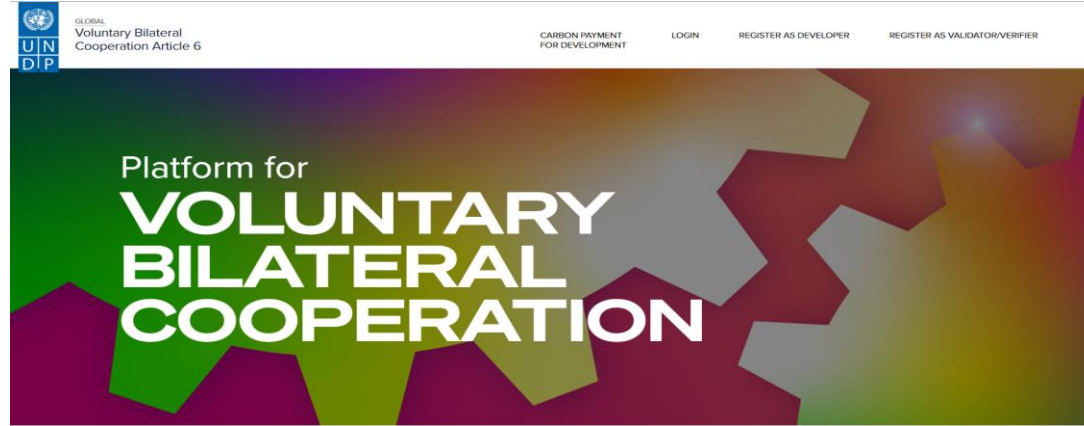 GLOBAL
Voluntary Bilateral
Cooperation Article 6
U N
D P
CARBON PAYMENT
FOR DEVELOPMENT
LOGIN
REGISTER AS DEVELOPER
REGISTER AS VALIDATOR/VERIFIER
Platform for
VOLUNTARY
BILATERAL
COOPERATION